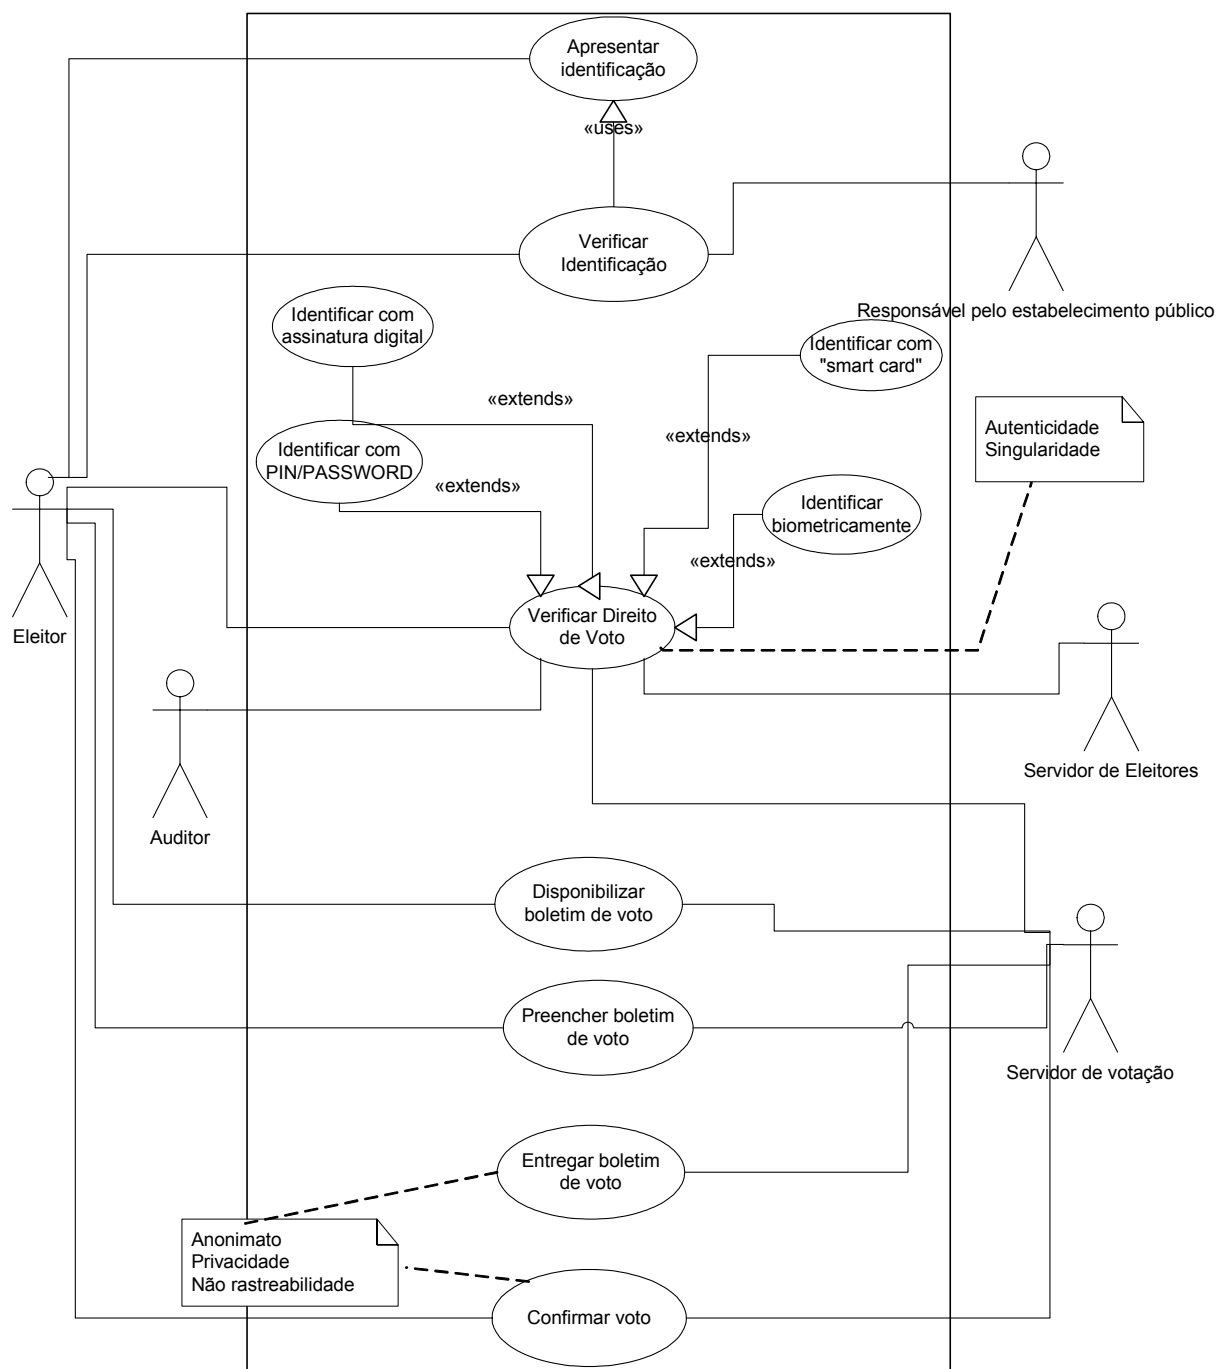 Apresentar
identificação
«uses»
Verificar
Identificação
Responsável pelo estabelecimento público
Identificar com
assinatura digital
Identificar com
"smart card"
«extends»
Autenticidade
Singularidade
«extends»
Identificar com
PIN/PASSWORD
«extends»
Identificar
biometricamente
«extends»
Verificar Direito
de Voto
Eleitor
Servidor de Eleitores
Auditor
Disponibilizar
boletim de voto
Preencher boletim
de voto
Servidor de votação
Entregar boletim
de voto
Anonimato
Privacidade
Não rastreabilidade
Confirmar voto